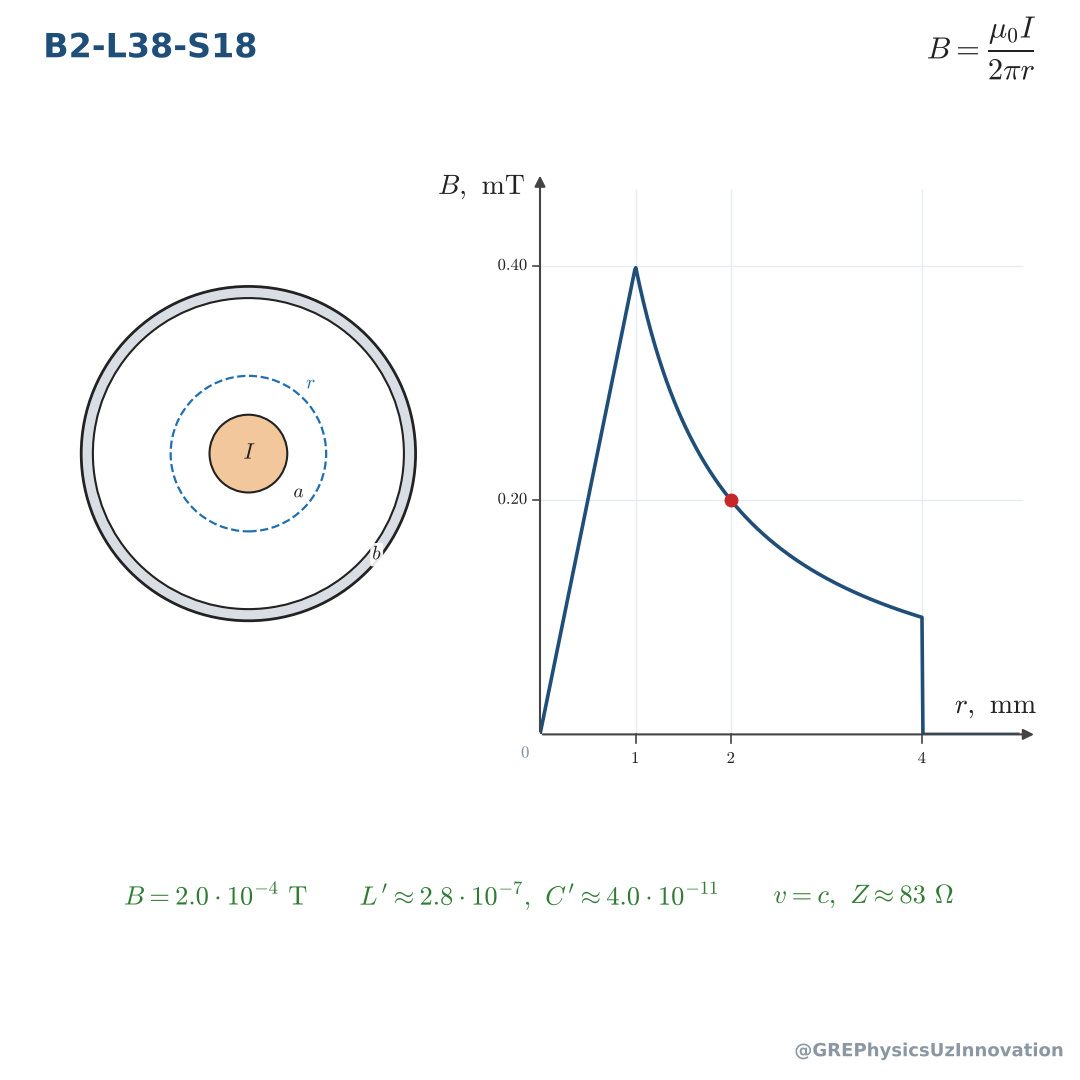 B2-L38-S18
B = μ₀I / 2πr
B, mT
0.40
0.20
r, mm
0
1
2
4
I
r
a
b
B = 2.0 · 10⁻⁴ T
L′ ≈ 2.8 · 10⁻⁷, C′ ≈ 4.0 · 10⁻¹¹
v = c, Z ≈ 83 Ω
@GREPhysicsUzInnovation